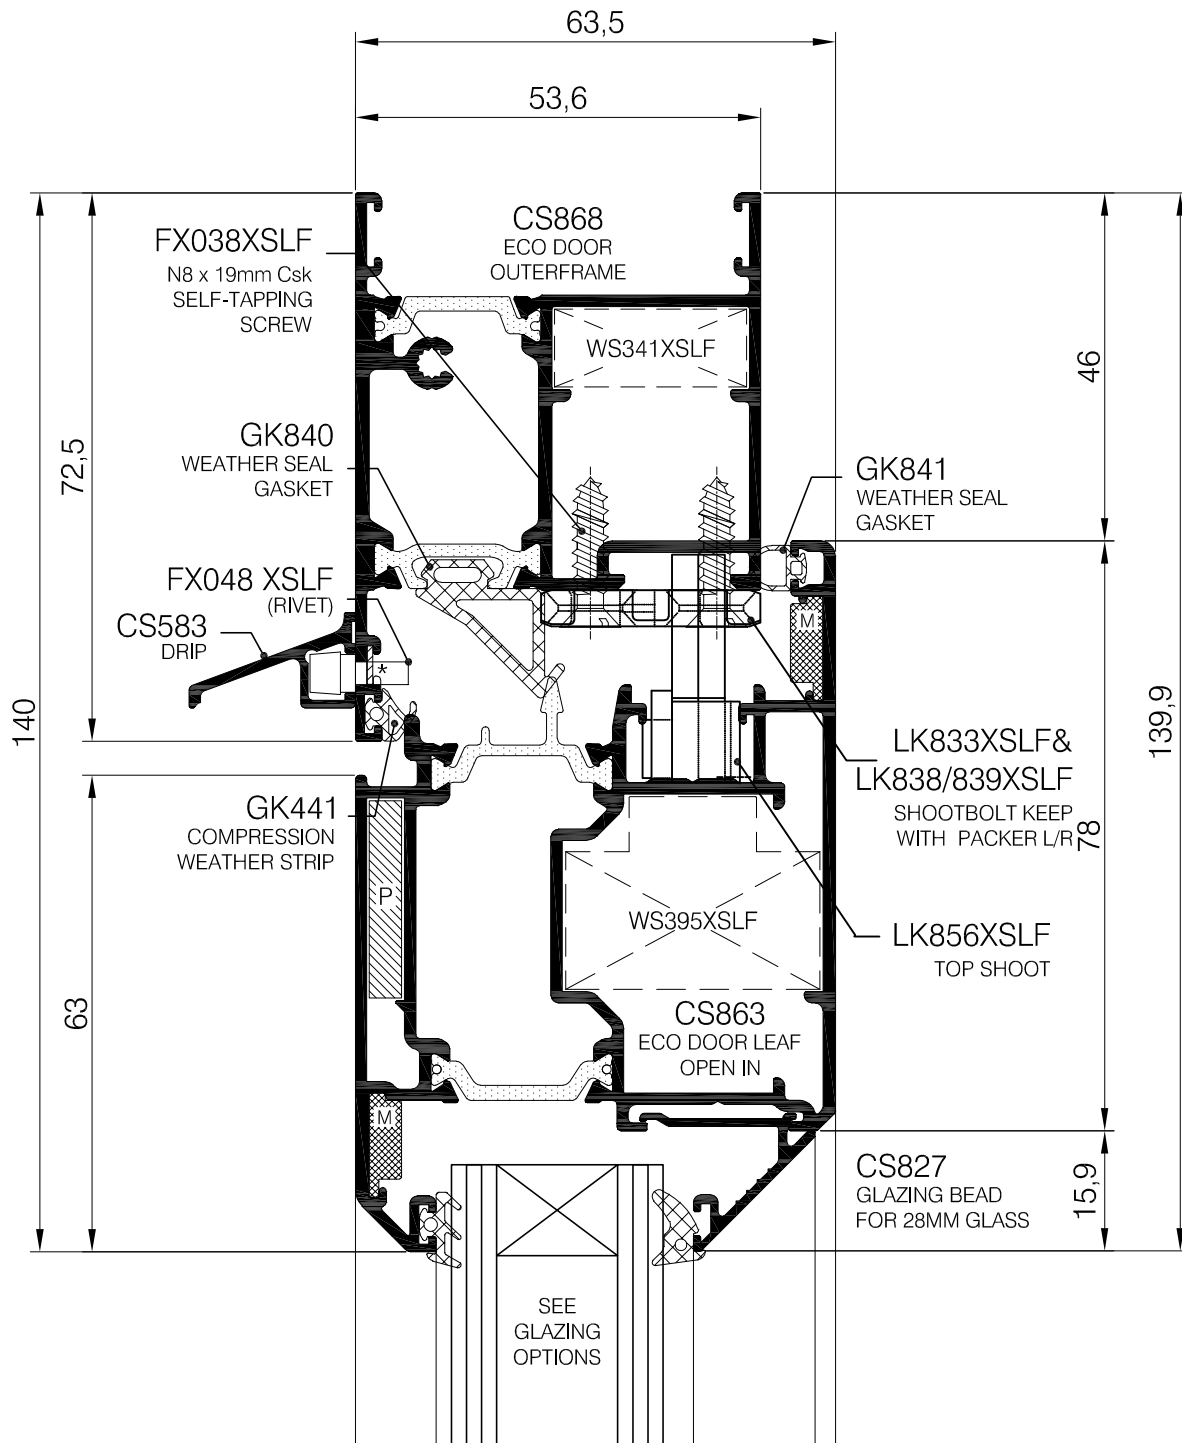 63,5
53,6
CS868
ECO DOOR
OUTERFRAME
FX038XSLF
N8 x 19mm Csk
SELF-TAPPING
SCREW
WS341XSLF
46
72,5
GK840
WEATHER SEAL
GASKET
GK841
WEATHER SEAL
GASKET
FX048 XSLF
(RIVET)
CS583
DRIP
*
M
140
139,9
LK833XSLF&
LK838/839XSLF
SHOOTBOLT KEEP
WITH PACKER L/R
78
GK441
COMPRESSION
WEATHER STRIP
P
WS395XSLF
LK856XSLF
TOP SHOOT
63
CS863
ECO DOOR LEAF
OPEN IN
M
CS827
GLAZING BEAD
FOR 28MM GLASS
15,9
SEE
GLAZING
OPTIONS